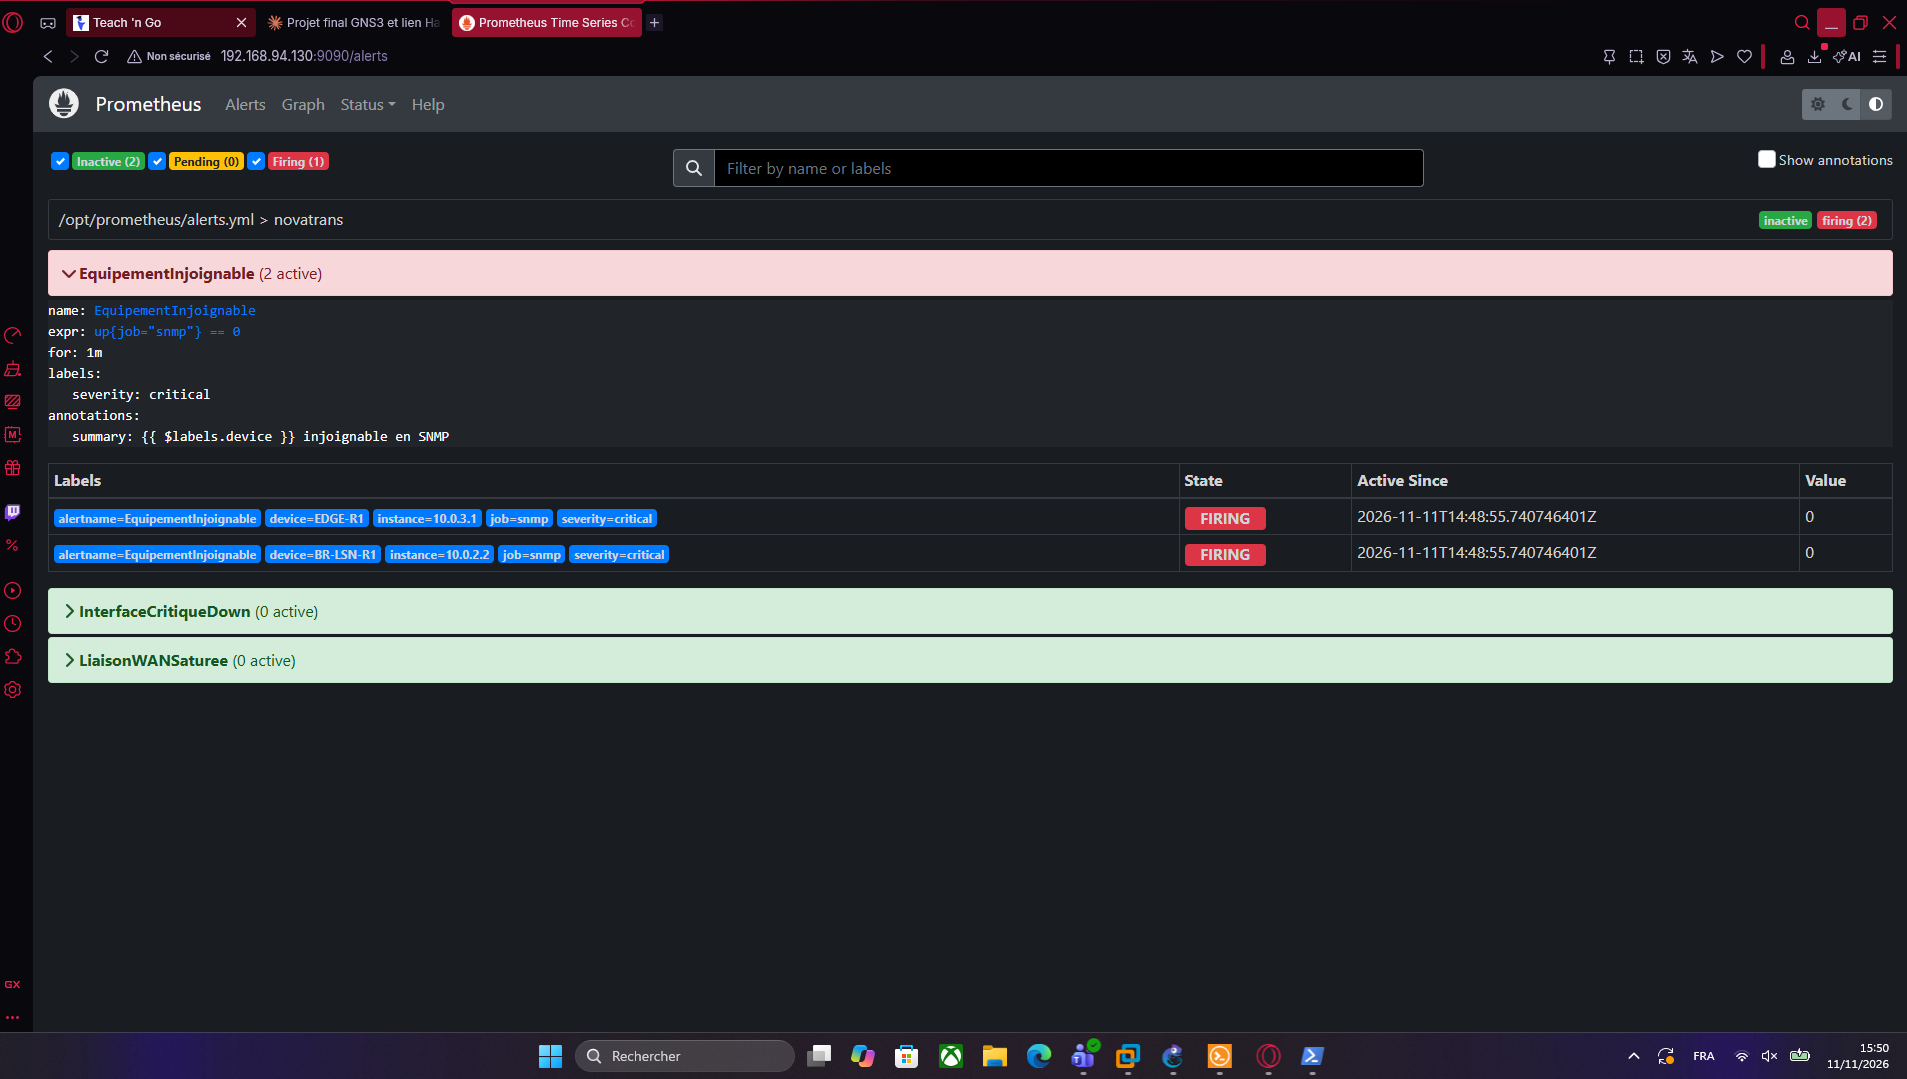 Teach 'n Go
Projet final GNS3 et lien Ha
Prometheus Time Series Co
Non sécurisé 192.168.94.130:9090/alerts
AI
Prometheus Alerts Graph Status Help
Inactive (2) Pending (0) Firing (1)
Filter by name or labels
Show annotations
/opt/prometheus/alerts.yml > novatrans
inactive firing (2)
EquipementInjoignable (2 active)
name: EquipementInjoignable
expr: up{job="snmp"} == 0
for: 1m
labels:
severity: critical
annotations:
summary: {{ $labels.device }} injoignable en SNMP
Labels State Active Since Value
alertname=EquipementInjoignable device=EDGE-R1 instance=10.0.3.1 job=snmp severity=critical FIRING 2026-11-11T14:48:55.740746401Z 0
alertname=EquipementInjoignable device=BR-LSN-R1 instance=10.0.2.2 job=snmp severity=critical FIRING 2026-11-11T14:48:55.740746401Z 0
InterfaceCritiqueDown (0 active)
LiaisonWANSaturee (0 active)
GX
Rechercher
FRA
15:50
11/11/2026